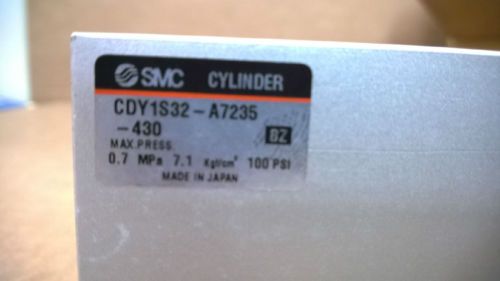 SMC CYLINDER
CDY1S32-A7235
-430 DZ
MAX.PRESS.
0.7 MPa 7.1 Kgf/cm² 100 PSI
MADE IN JAPAN